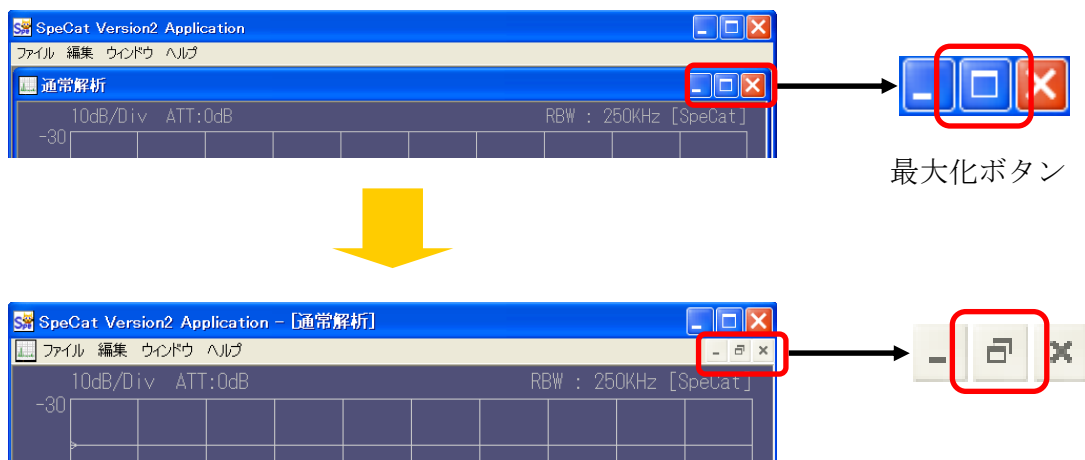 SpeCat Version2 Application
ファイル 編集 ウィンドウ ヘルプ
通常解析
10dB/Div ATT:0dB RBW : 250KHz [SpeCat]
-30
最大化ボタン
SpeCat Version2 Application - [通常解析]
ファイル 編集 ウィンドウ ヘルプ
10dB/Div ATT:0dB RBW : 250KHz [SpeCat]
-30